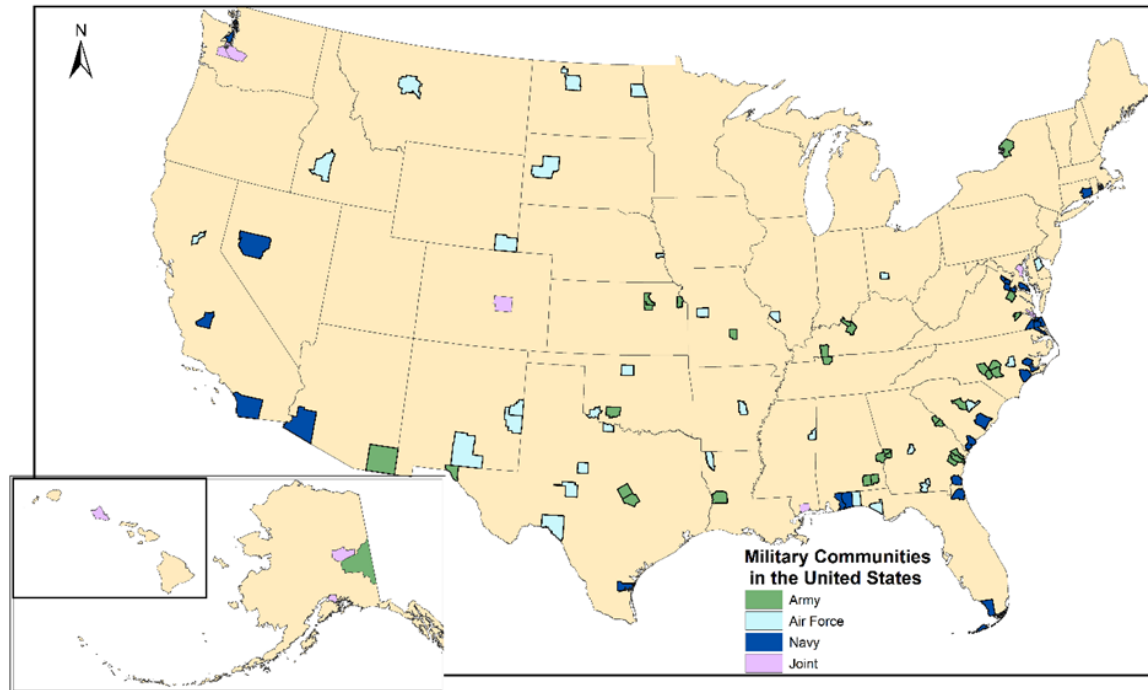 N
Military Communities
in the United States
Army
Air Force
Navy
Joint